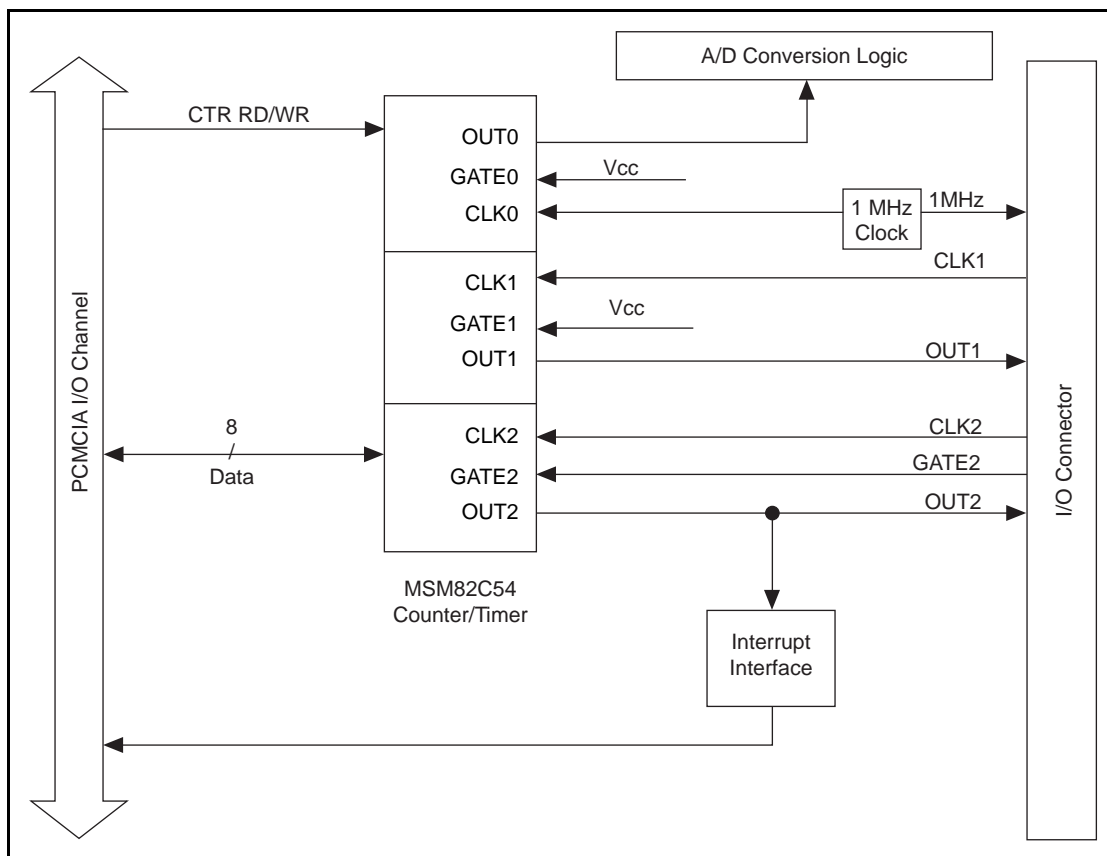 A/D Conversion Logic
CTR RD/WR
OUT0
GATE0
Vcc
CLK0
1 MHz
Clock
1MHz
CLK1
CLK1
GATE1
Vcc
OUT1
OUT1
PCMCIA I/O Channel
8
Data
CLK2
CLK2
GATE2
GATE2
OUT2
OUT2
I/O Connector
MSM82C54
Counter/Timer
Interrupt
Interface